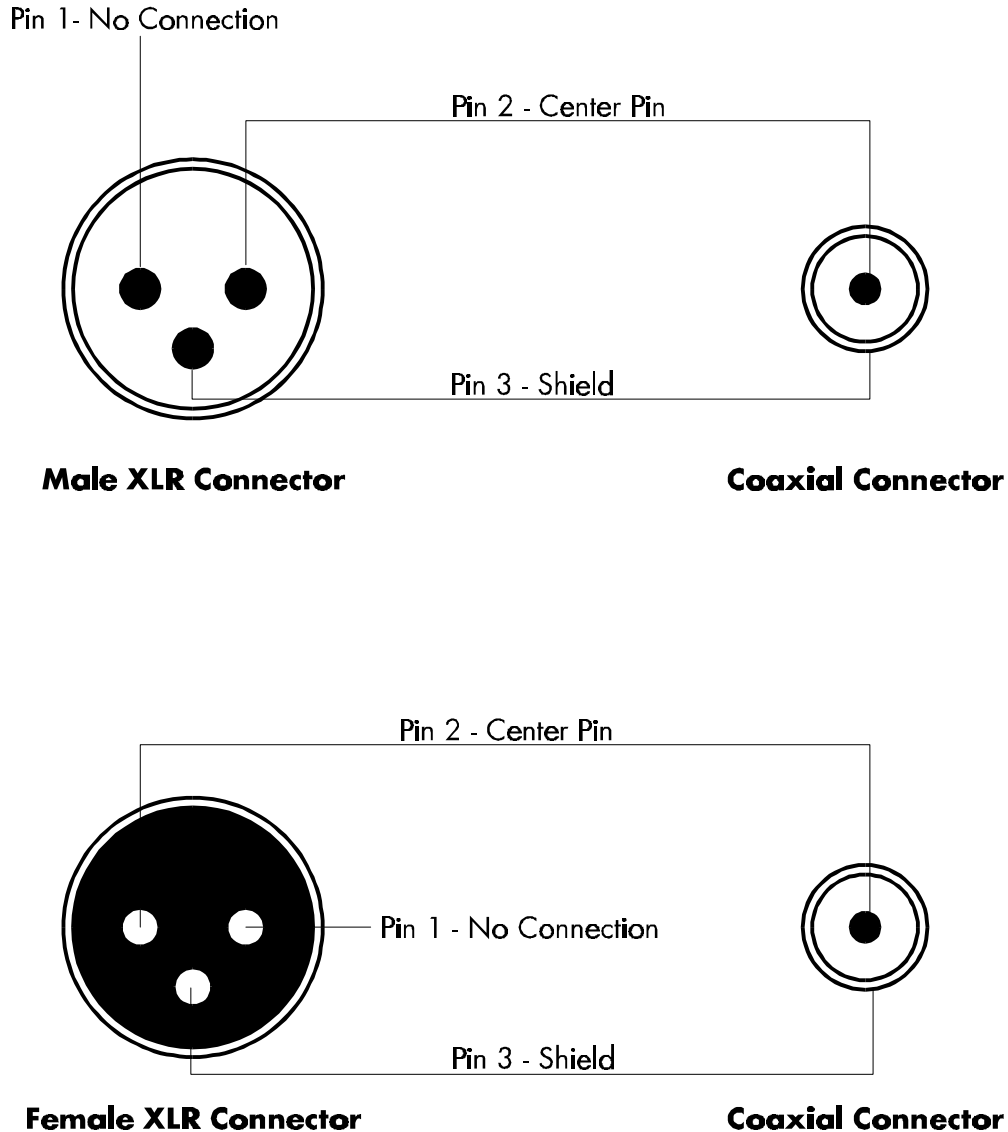 Pin 1- No Connection
Pin 2 - Center Pin
Pin 3 - Shield
Male XLR Connector
Coaxial Connector
Pin 2 - Center Pin
Pin 1 - No Connection
Pin 3 - Shield
Female XLR Connector
Coaxial Connector